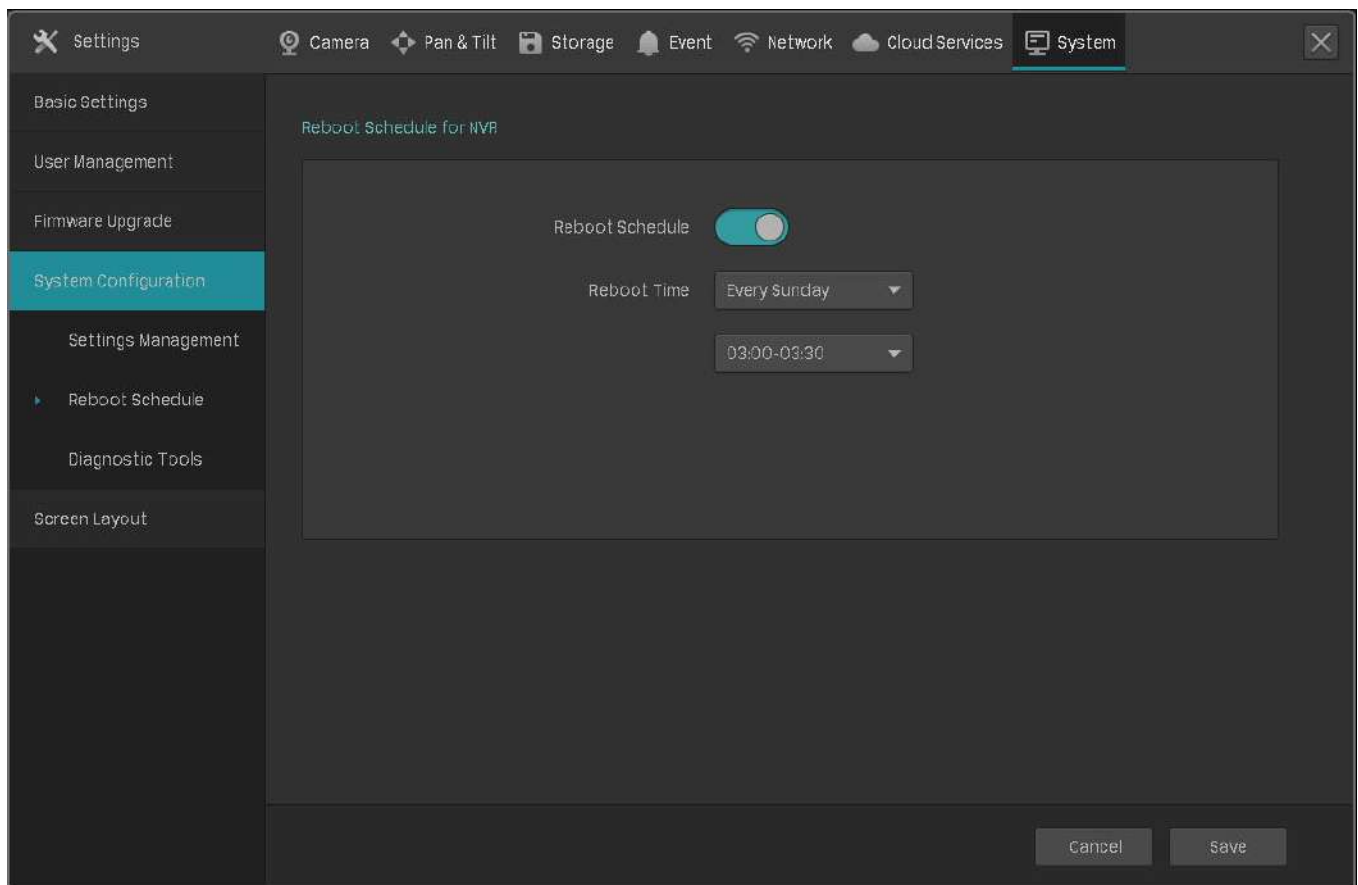 Settings
Camera
Pan & Tilt
Storage
Event
Network
Cloud Services
System
Basic Settings
User Management
Firmware Upgrade
System Configuration
Settings Management
Reboot Schedule
Diagnostic Tools
Screen Layout
Reboot Schedule for NVR
Reboot Schedule
Reboot Time
Every Sunday
03:00-03:30
Cancel
Save